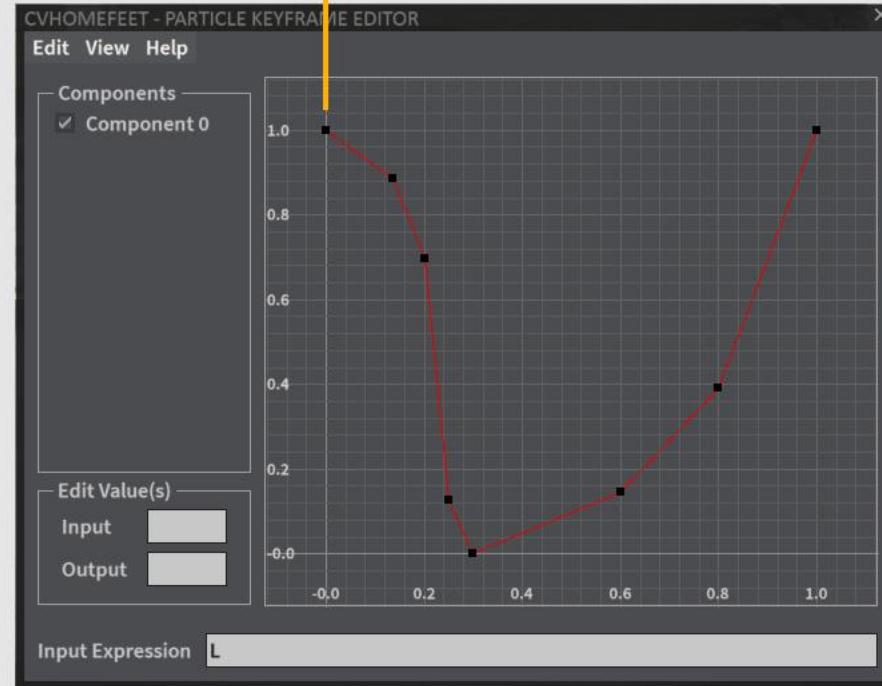 CVHOMEFEET - PARTICLE KEYFRAME EDITOR
Edit View Help
Components
Component 0
Edit Value(s)
Input
Output
1.0
0.8
0.6
0.4
0.2
-0.0
-0.0 0.2 0.4 0.6 0.8 1.0
Input Expression L